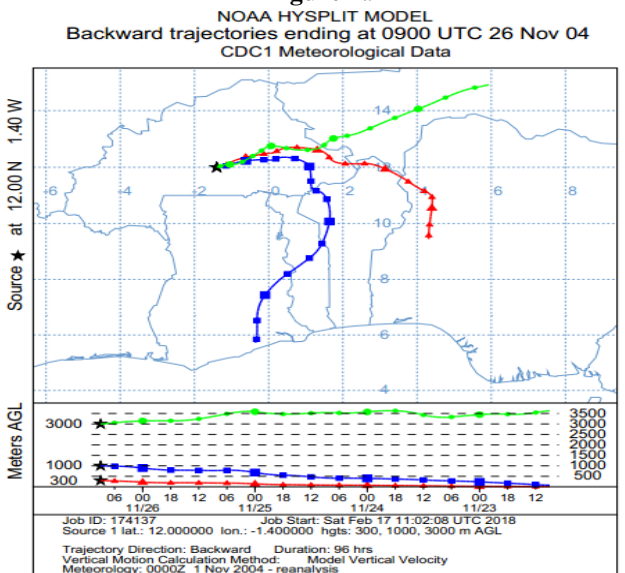 NOAA HYSPLIT MODEL
Backward trajectories ending at 0900 UTC 26 Nov 04
CDC1 Meteorological Data
Source ★ at 12.00 N 1.40 W
14
12
-6 -4 -2 0 2 6 8
10
8
6
4
Meters AGL
3000
1000
300
3500
3000
2500
2000
1500
1000
500
06 00 18 12 06 00 18 12 06 00 18 12 06 00 18 12
11/26 11/25 11/24 11/23
Job ID: 174137 Job Start: Sat Feb 17 11:02:08 UTC 2018
Source 1 lat.: 12.000000 lon.: -1.400000 hgts: 300, 1000, 3000 m AGL
Trajectory Direction: Backward Duration: 96 hrs
Vertical Motion Calculation Method: Model Vertical Velocity
Meteorology: 0000Z 1 Nov 2004 - reanalysis